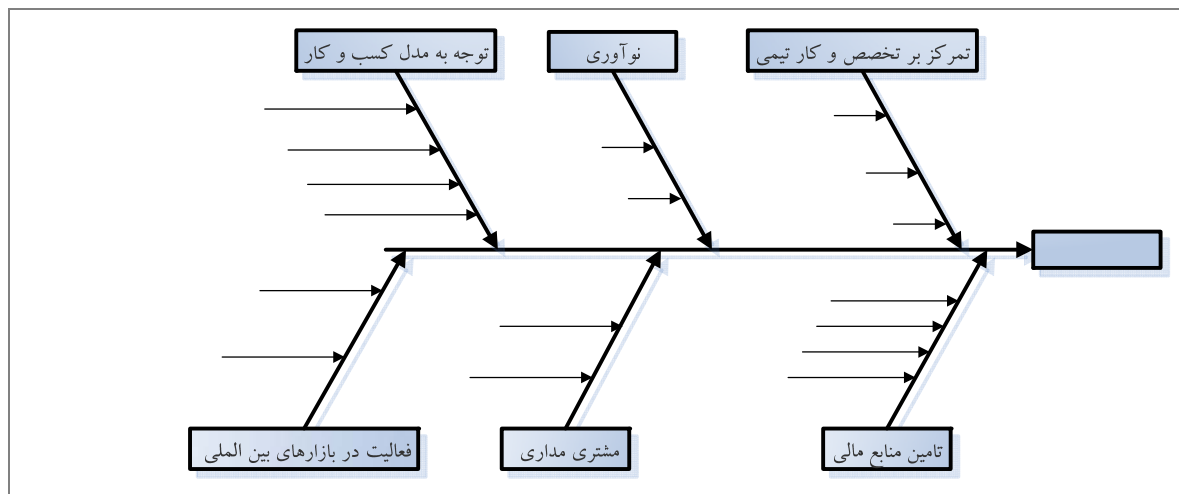 تمرکز بر تخصص و کار تیمی
نوآوری
توجه به مدل کسب و کار
تامین منابع مالی
مشتری مداری
فعالیت در بازارهای بین المللی